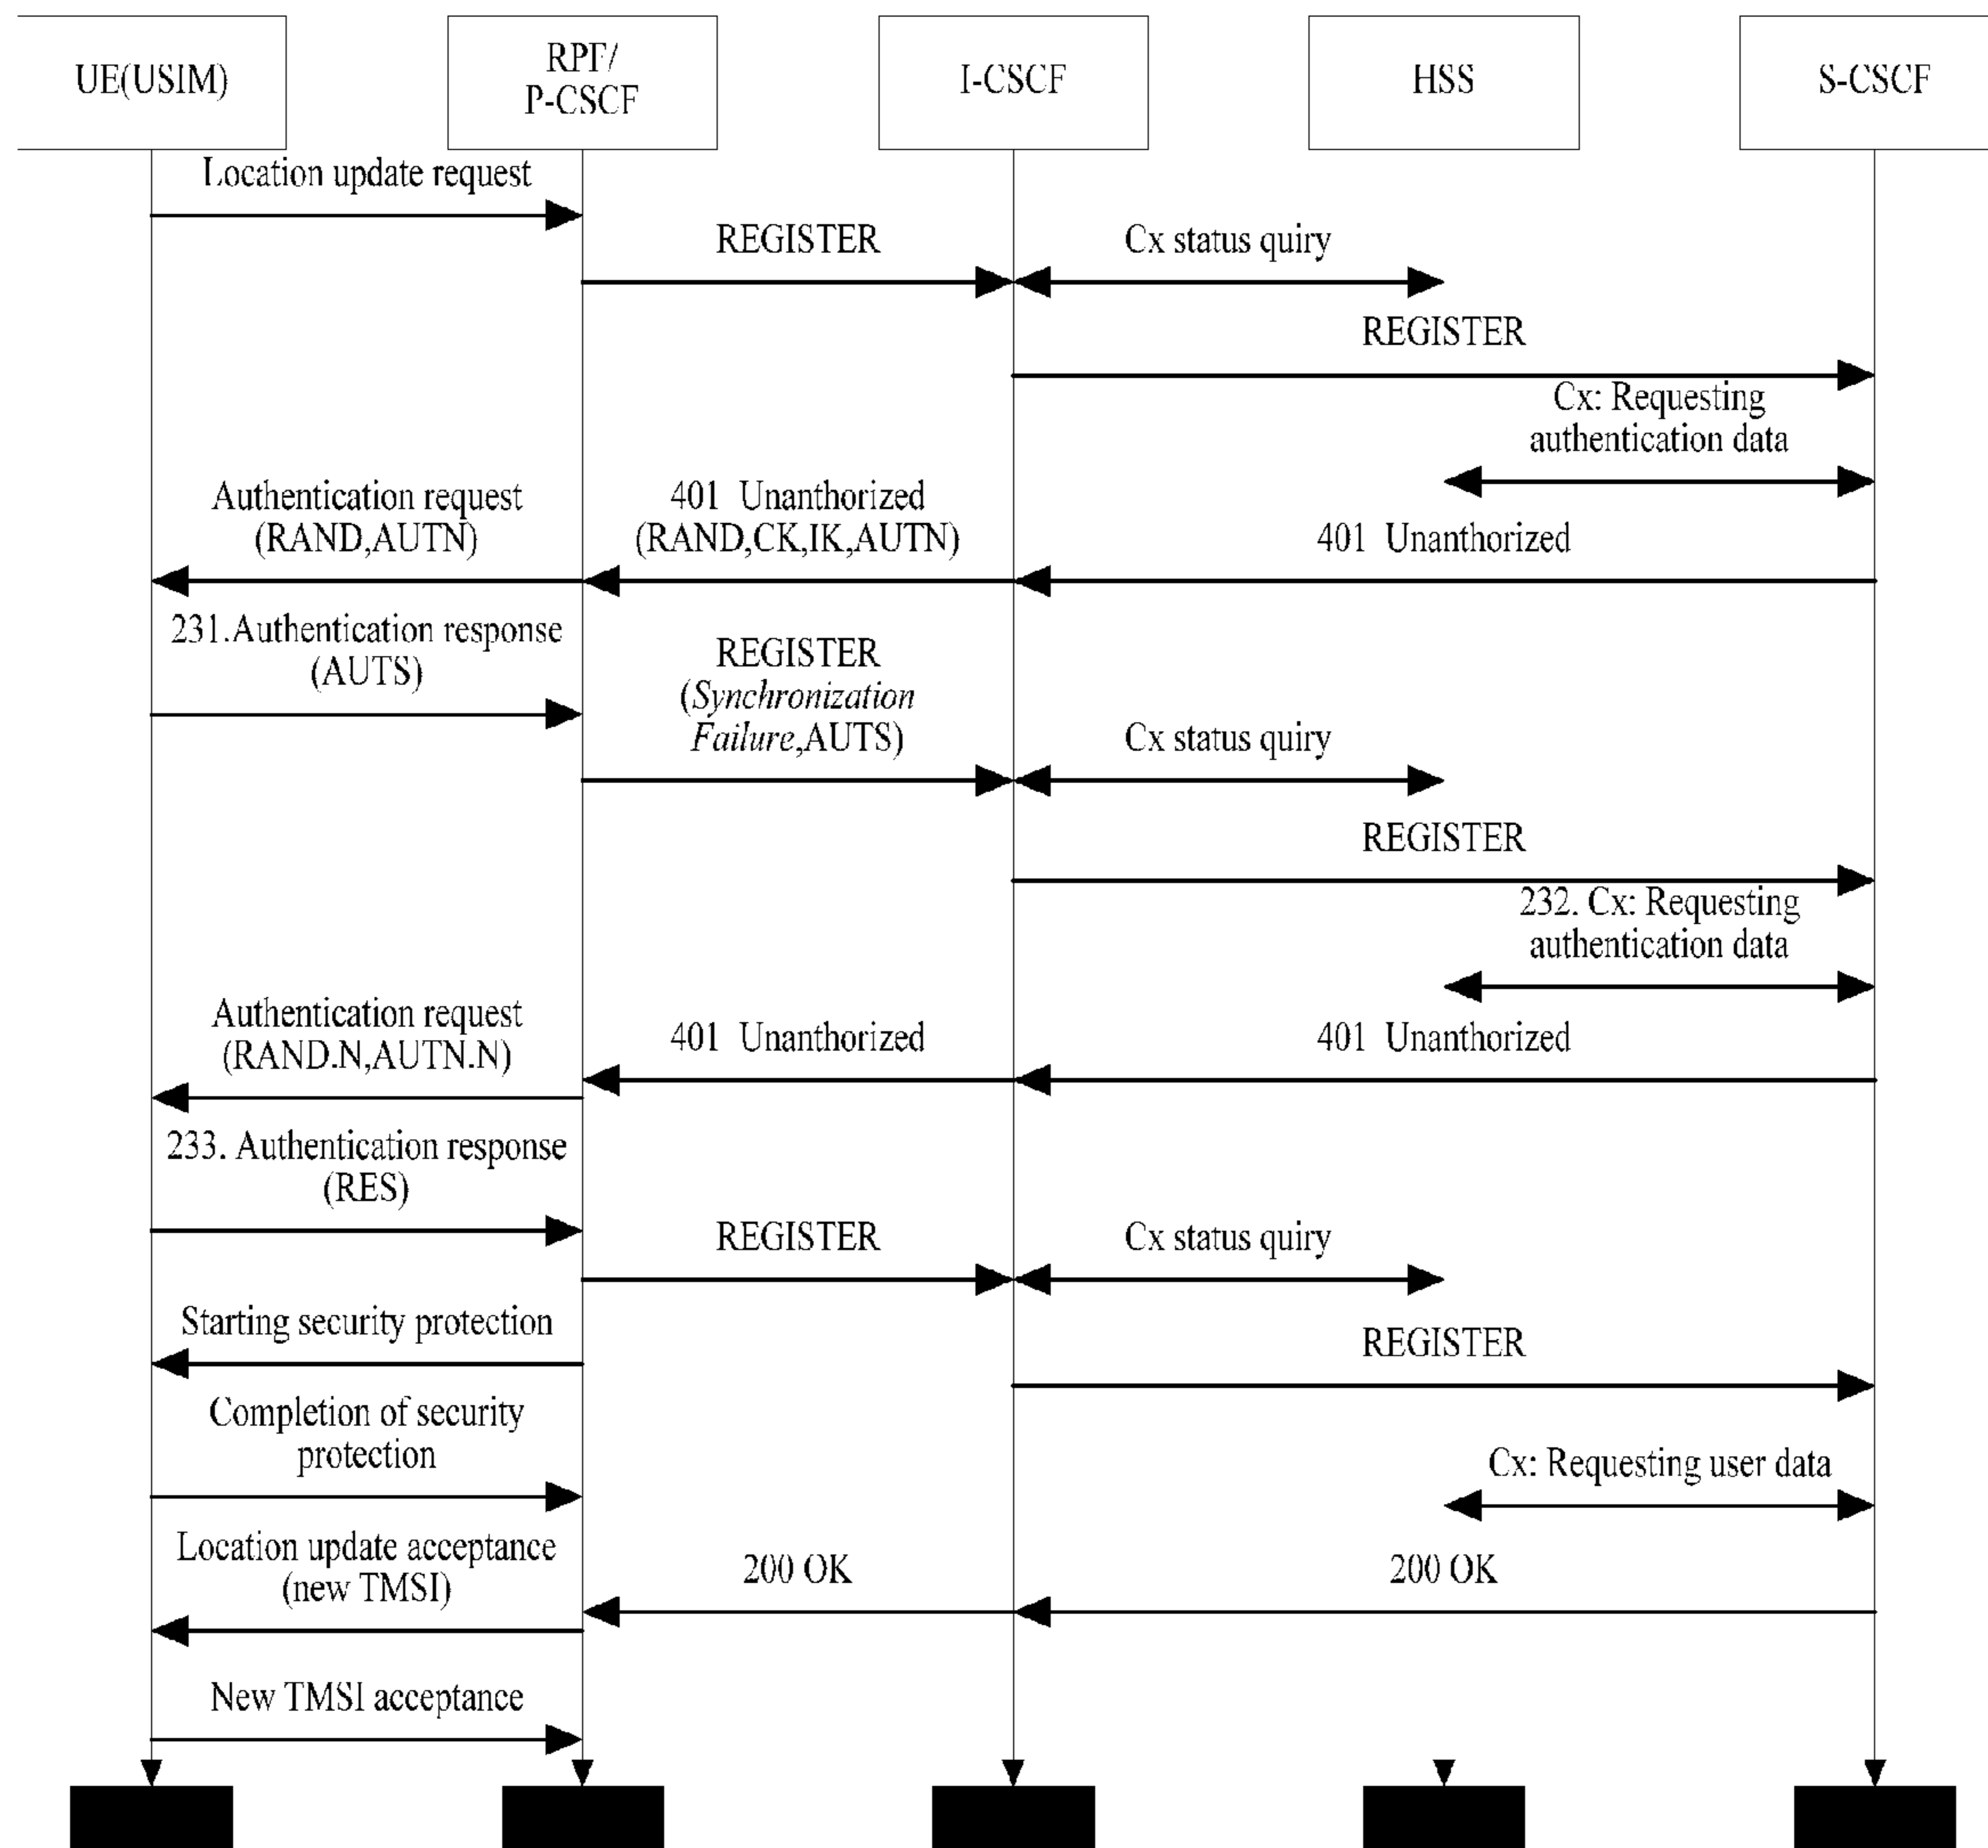 UE(USIM)
RPF/
P-CSCF
I-CSCF
HSS
S-CSCF
Location update request
REGISTER
Cx status quiry
REGISTER
Cx: Requesting
authentication data
Authentication request
(RAND,AUTN)
401 Unanthorized
(RAND,CK,IK,AUTN)
401 Unanthorized
231.Authentication response
(AUTS)
REGISTER
(Synchronization
Failure,AUTS)
Cx status quiry
REGISTER
232. Cx: Requesting
authentication data
Authentication request
(RAND.N,AUTN.N)
401 Unanthorized
401 Unanthorized
233. Authentication response
(RES)
REGISTER
Cx status quiry
Starting security protection
REGISTER
Completion of security
protection
Cx: Requesting user data
Location update acceptance
(new TMSI)
200 OK
200 OK
New TMSI acceptance